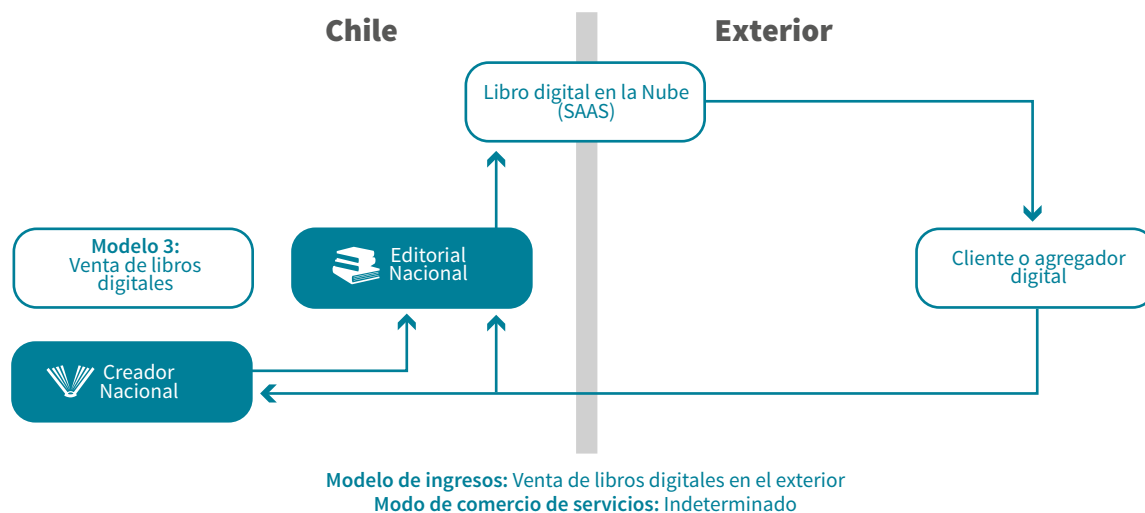 Chile
Exterior
Libro digital en la Nube
(SAAS)
Modelo 3:
Venta de libros
digitales
Editorial
Nacional
Cliente o agregador
digital
Creador
Nacional
Modelo de ingresos: Venta de libros digitales en el exterior
Modo de comercio de servicios: Indeterminado